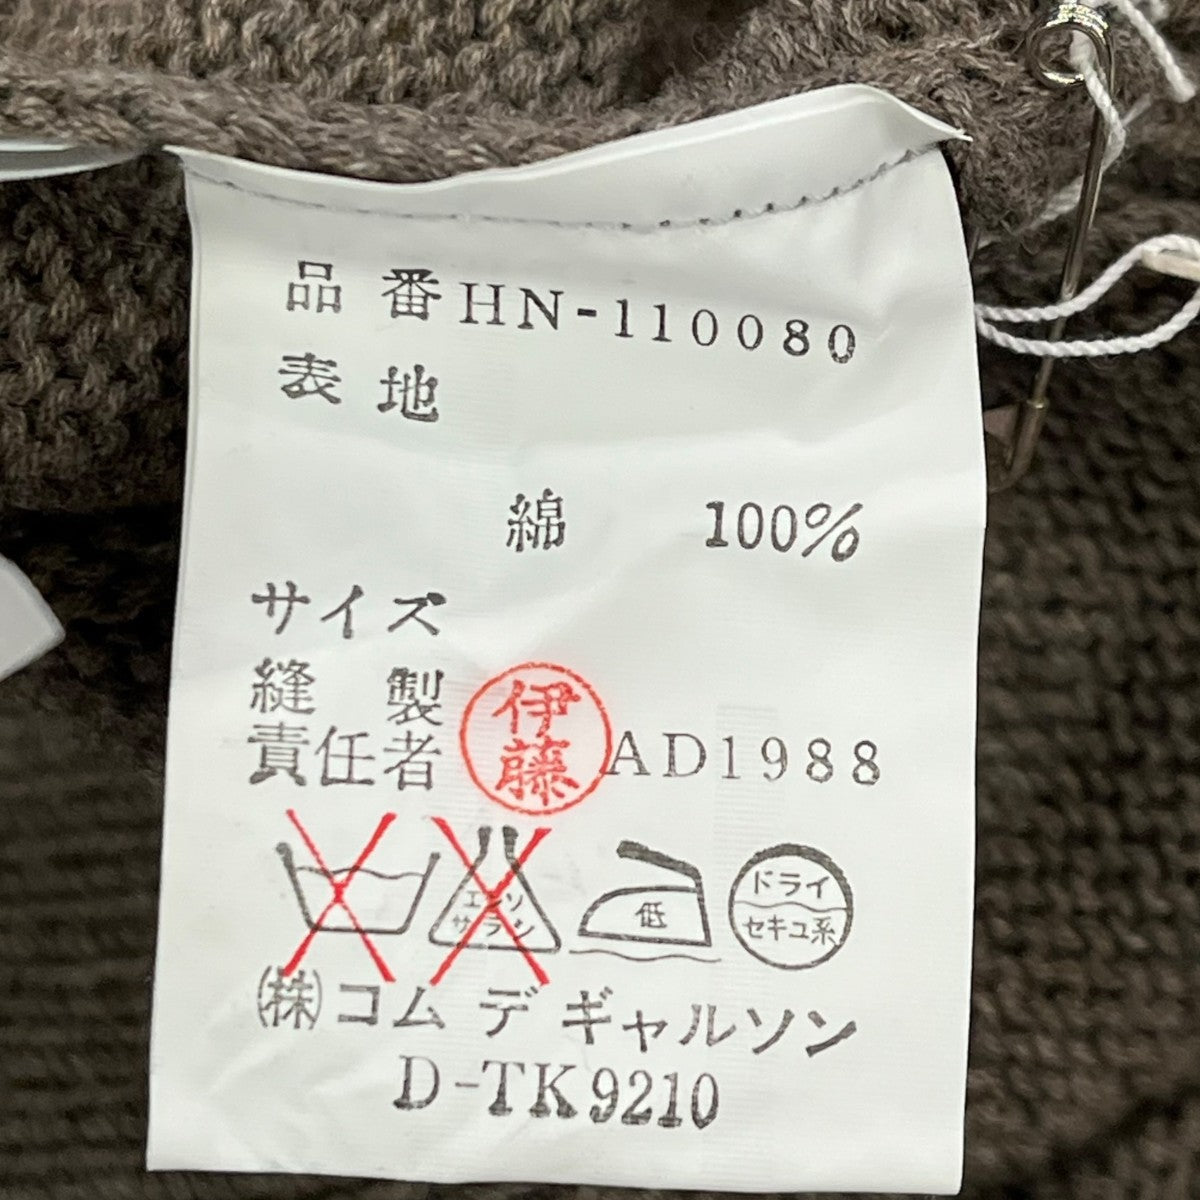 品番HN-110080
表地
綿 100%
サイズ
縫製
責任者 伊藤 AD1988
エンソ
サラシ
低
ドライ
セキユ系
(株)コム デ ギャルソン
D-TK9210